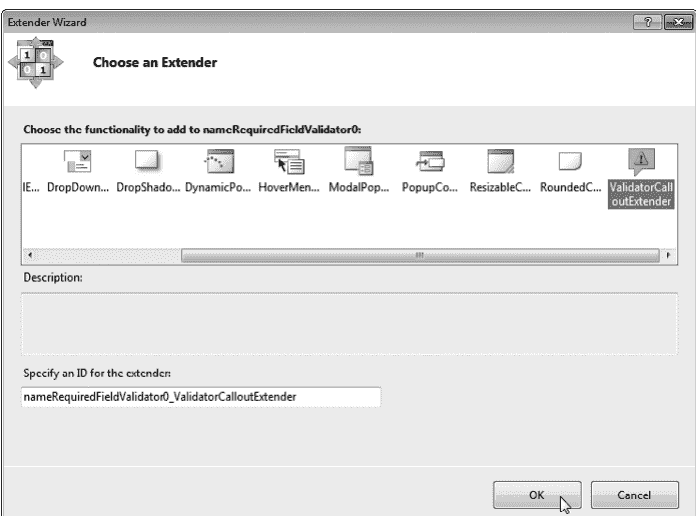 Extender Wizard
Choose an Extender
Choose the functionality to add to nameRequiredFieldValidator0:
IE... DropDown... DropShado... DynamicPo... HoverMen... ModalPop... PopupCo... ResizableC... RoundedC... ValidatorCall
outExtender
Description:
Specify an ID for the extender:
nameRequiredFieldValidator0_ValidatorCalloutExtender
OK Cancel